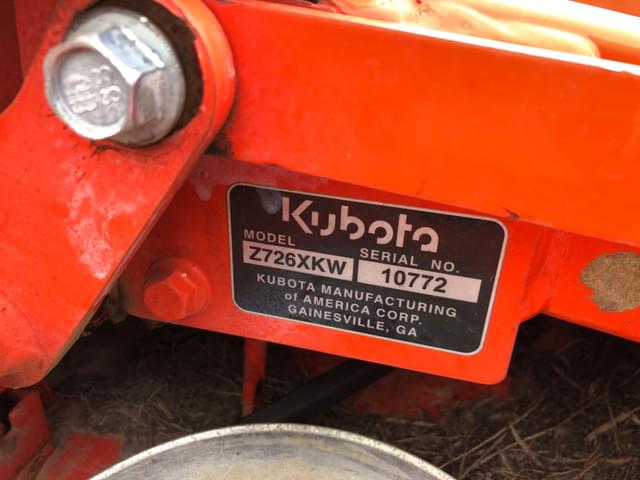 Kubota
MODEL SERIAL NO.
Z726XKW 10772
KUBOTA MANUFACTURING
of AMERICA CORP.
GAINESVILLE, GA